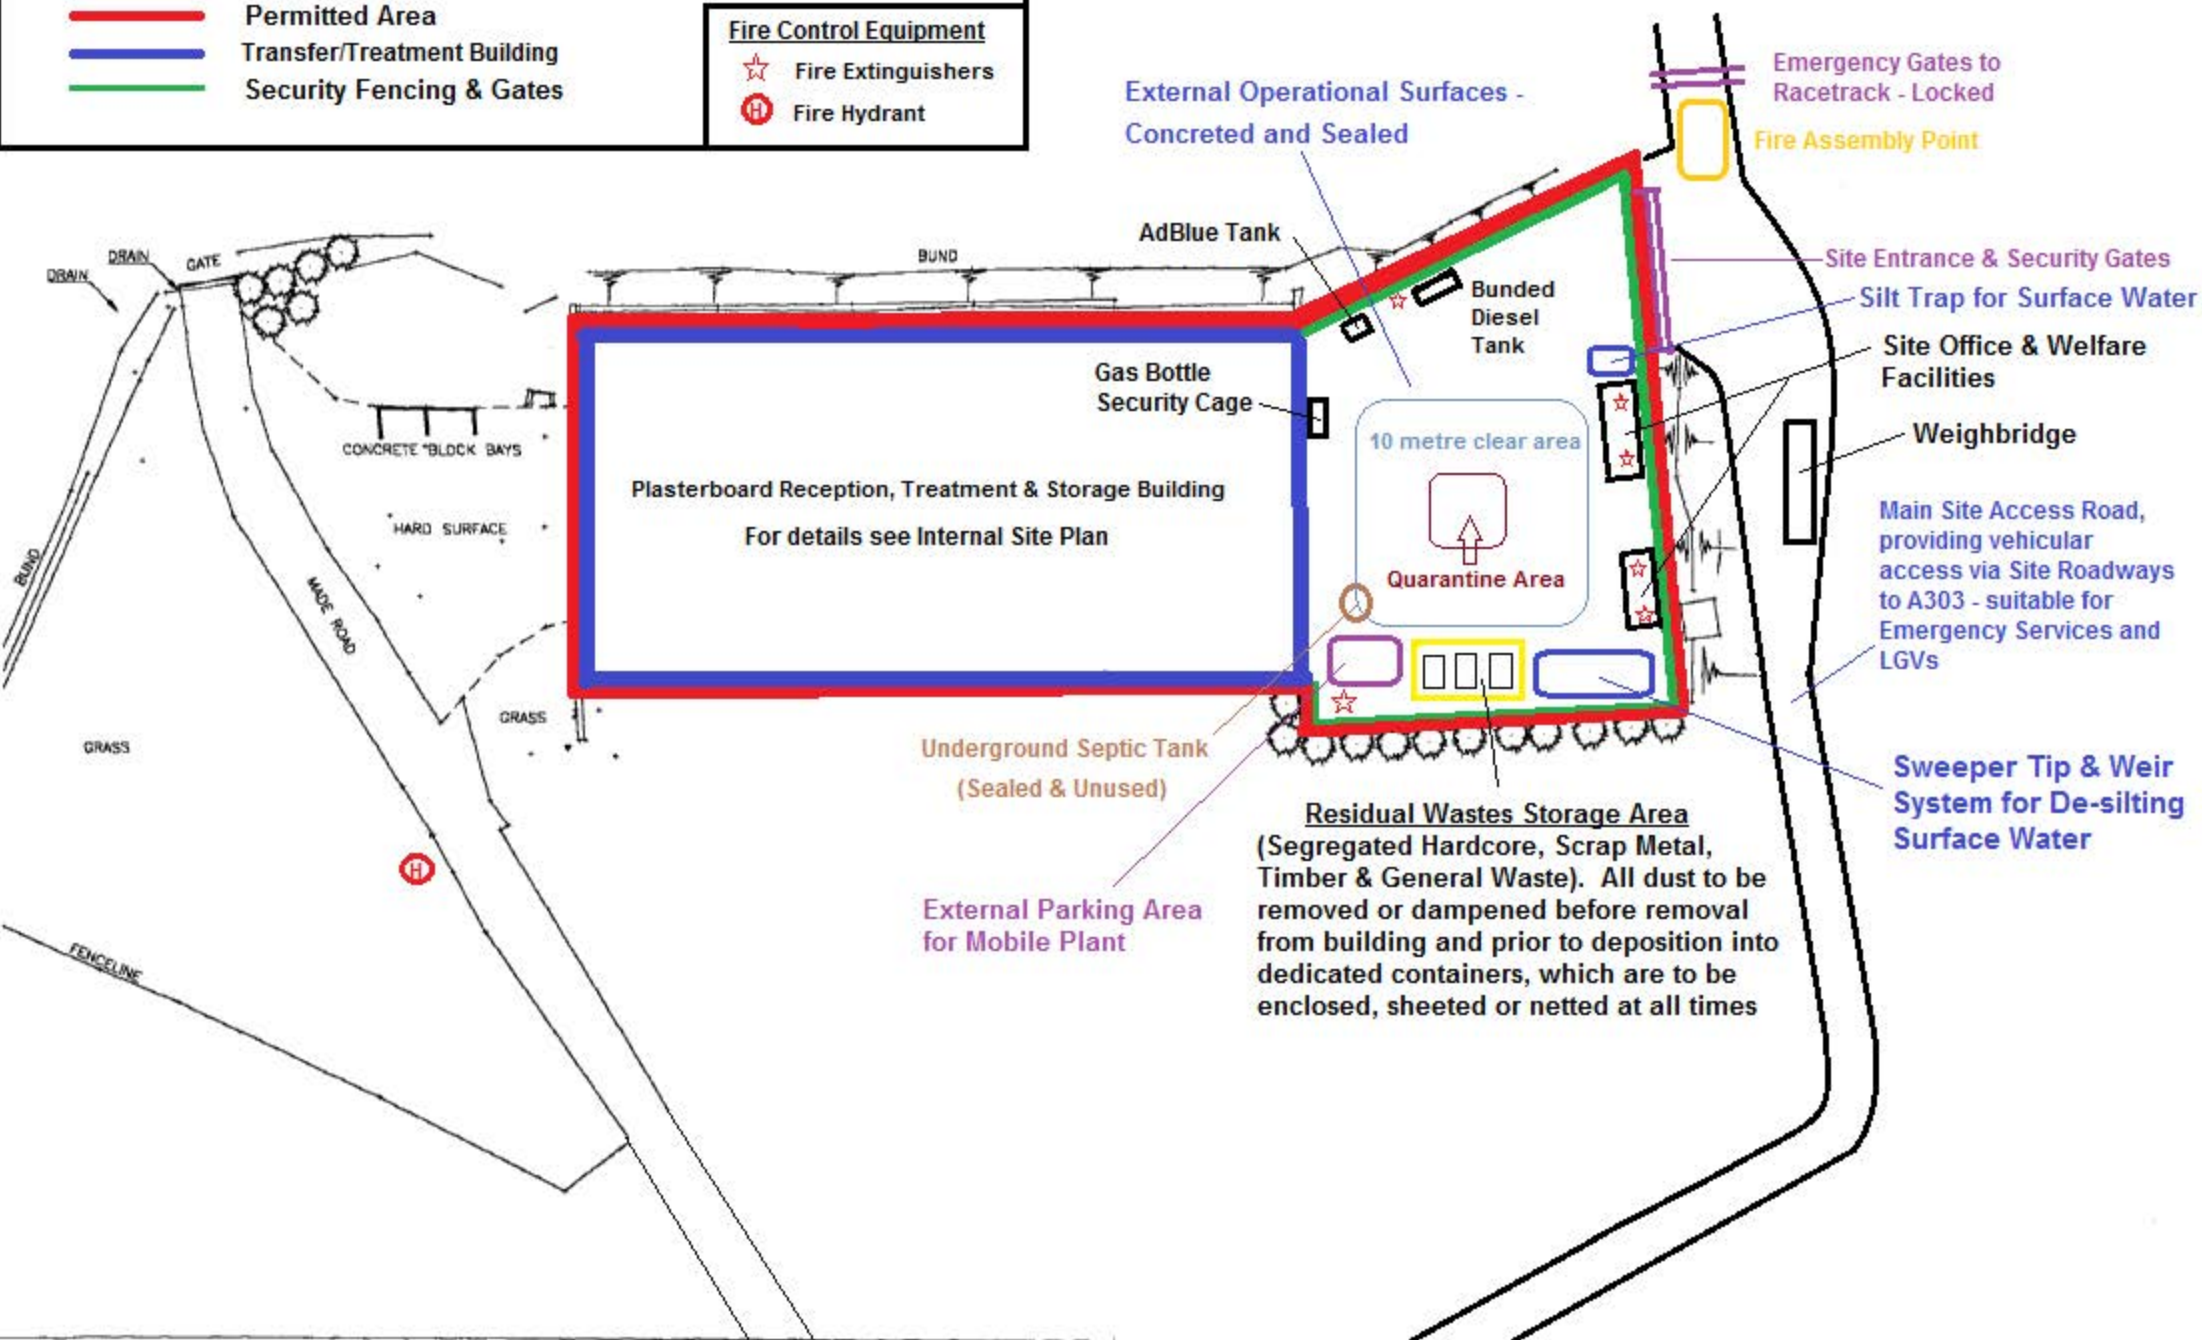 Permitted Area
Transfer/Treatment Building
Security Fencing & Gates
Fire Control Equipment
Fire Extinguishers
H
Fire Hydrant
External Operational Surfaces -
Concreted and Sealed
Emergency Gates to
Racetrack - Locked
Fire Assembly Point
AdBlue Tank
Bunded
Diesel
Tank
Site Entrance & Security Gates
Silt Trap for Surface Water
Site Office & Welfare
Facilities
Weighbridge
DRAIN
DRAIN
GATE
BUND
Gas Bottle
Security Cage
10 metre clear area
CONCRETE BLOCK BAYS
Plasterboard Reception, Treatment & Storage Building
For details see Internal Site Plan
HARD SURFACE
Quarantine Area
BUND
MADE ROAD
Main Site Access Road,
providing vehicular
access via Site Roadways
to A303 - suitable for
Emergency Services and
LGVs
GRASS
GRASS
Underground Septic Tank
(Sealed & Unused)
Sweeper Tip & Weir
System for De-silting
Surface Water
H
External Parking Area
for Mobile Plant
Residual Wastes Storage Area
(Segregated Hardcore, Scrap Metal,
Timber & General Waste).  All dust to be
removed or dampened before removal
from building and prior to deposition into
dedicated containers, which are to be
enclosed, sheeted or netted at all times
FENCELINE